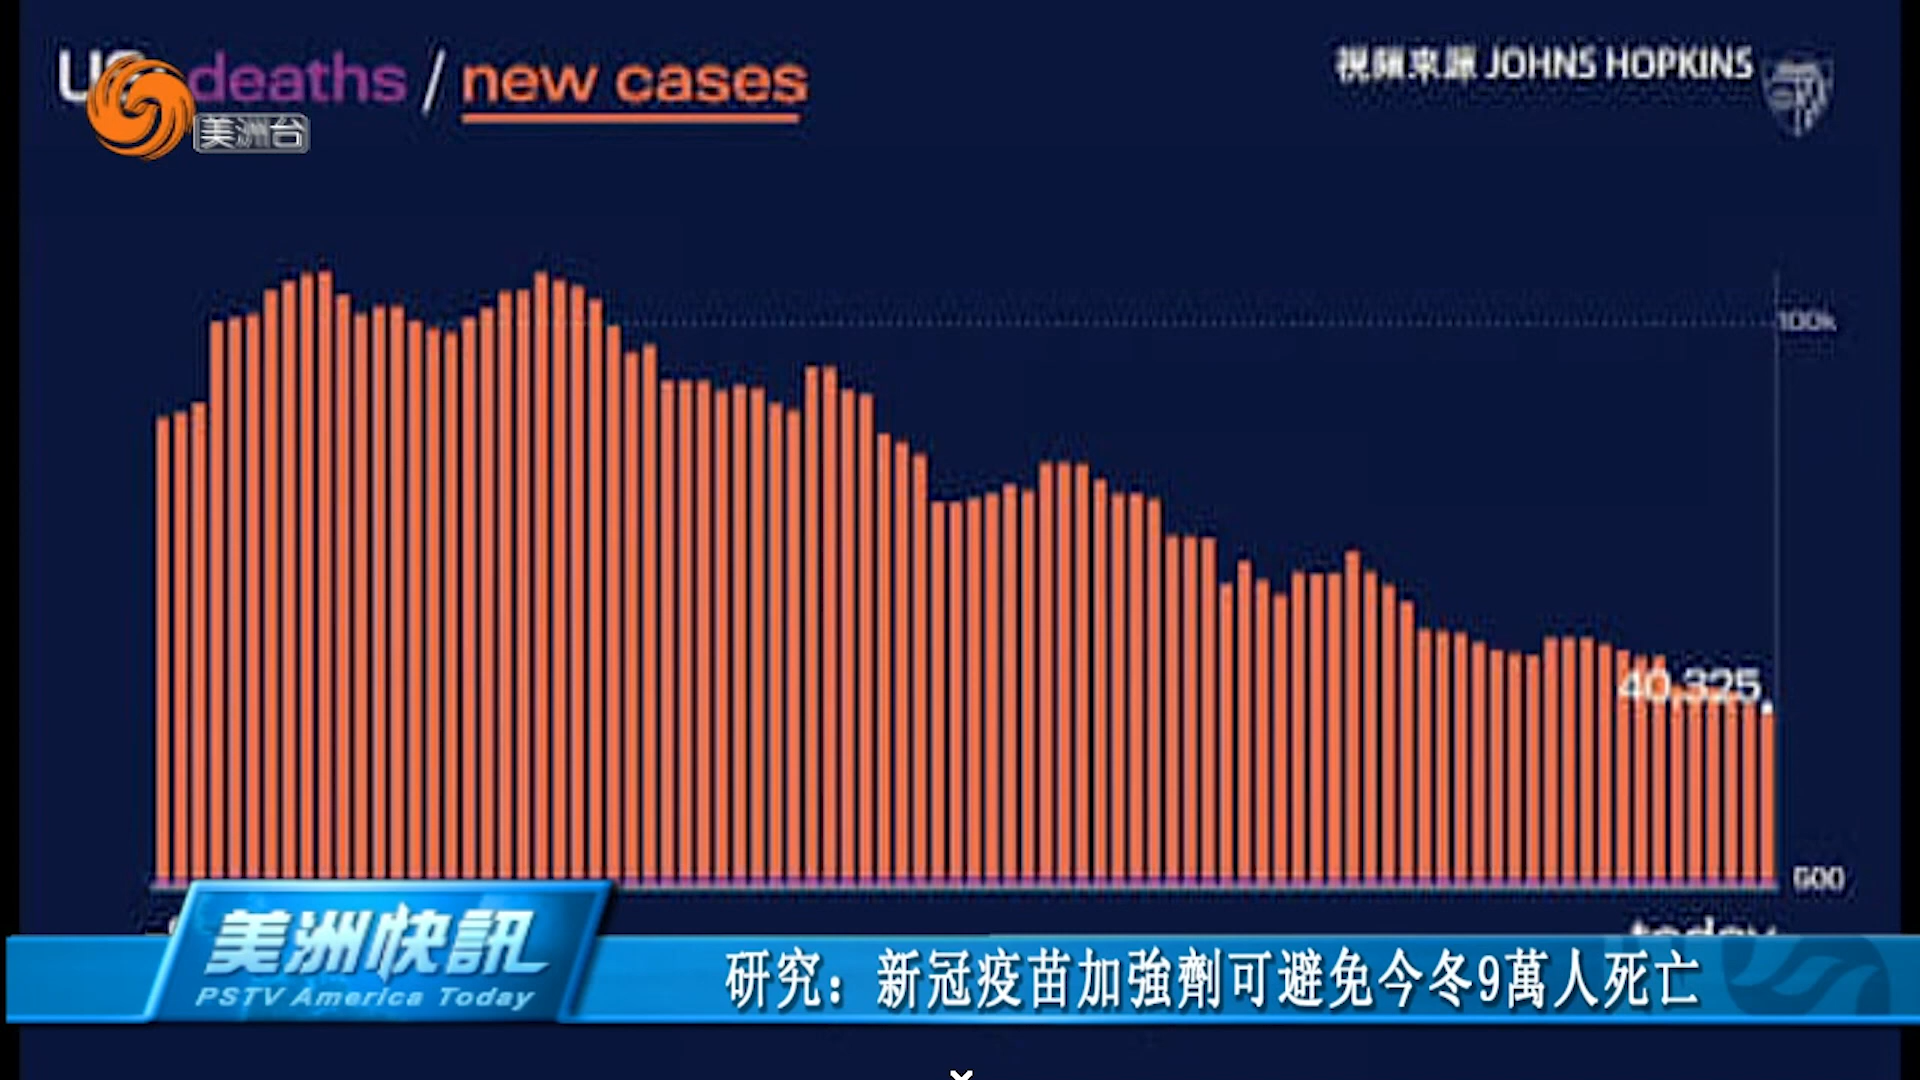 deaths / new cases
視頻來源 JOHNS HOPKINS
美洲台
100k
40,325
600
today
美洲快訊
PSTV America Today
研究：新冠疫苗加強劑可避免今冬9萬人死亡